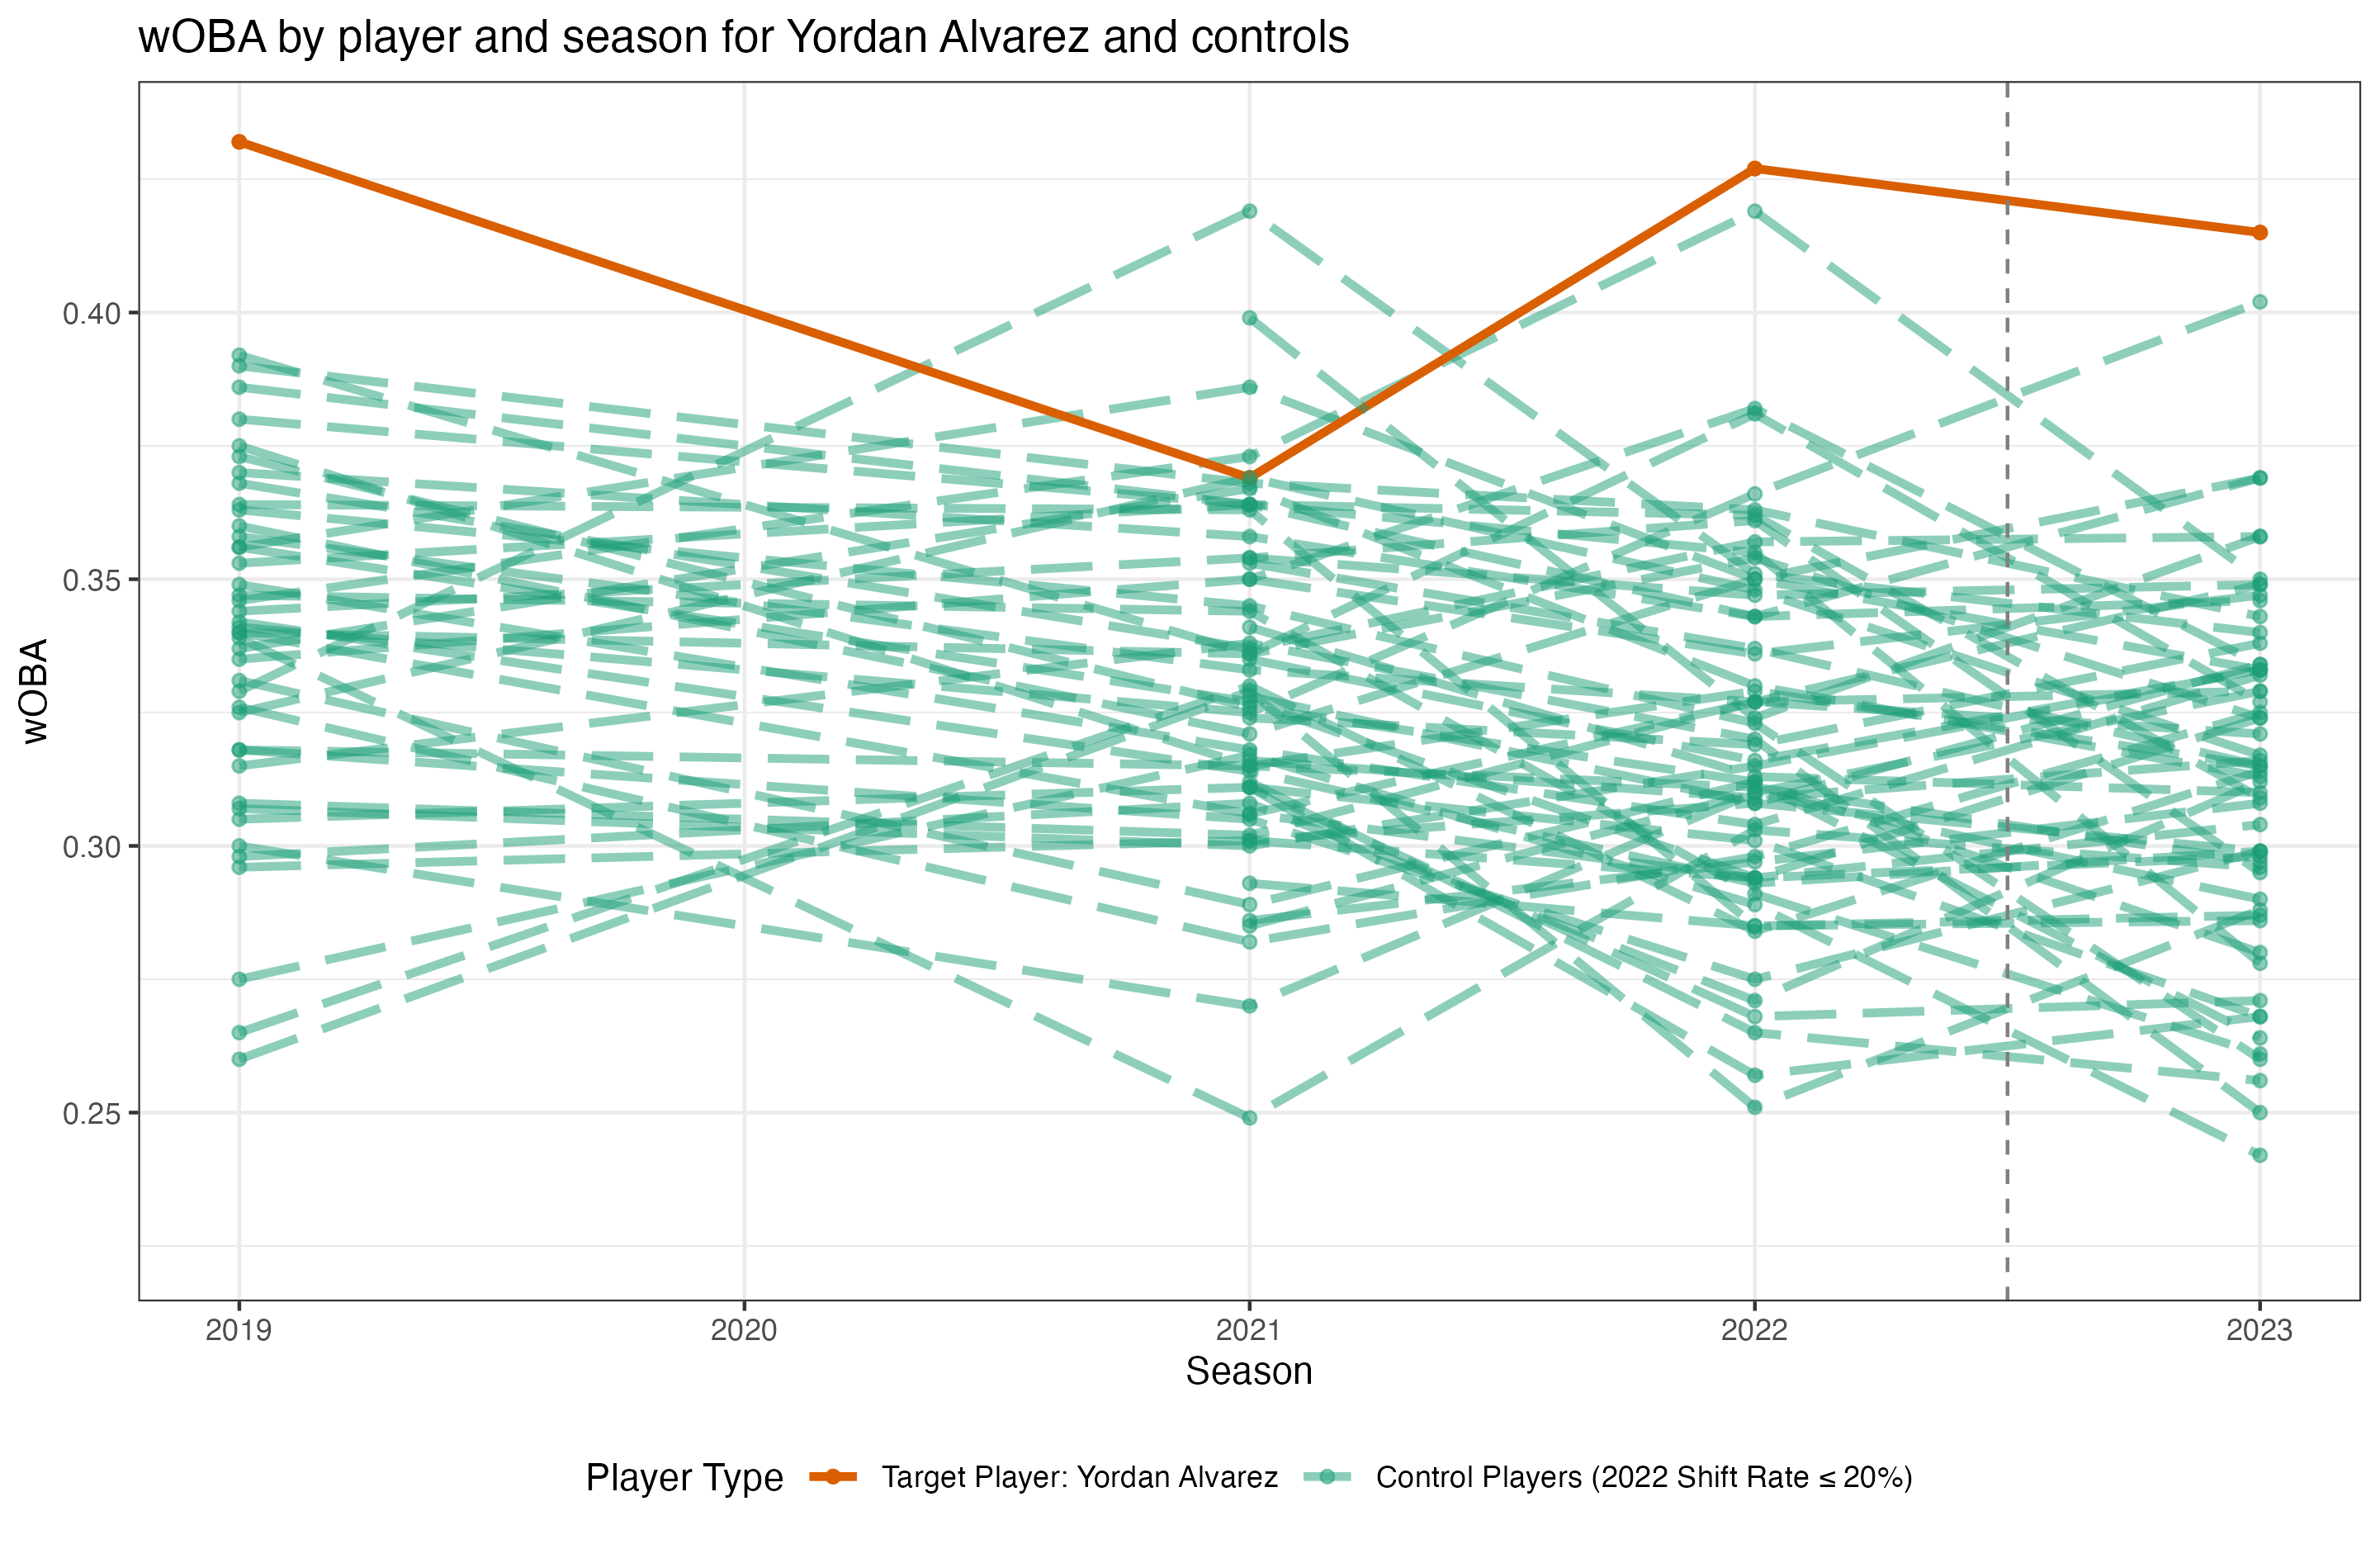 wOBA by player and season for Yordan Alvarez and controls
wOBA
0.40
0.35
0.30
0.25
2019 2020 2021 2022 2023
Season
Player Type Target Player: Yordan Alvarez Control Players (2022 Shift Rate ≤ 20%)